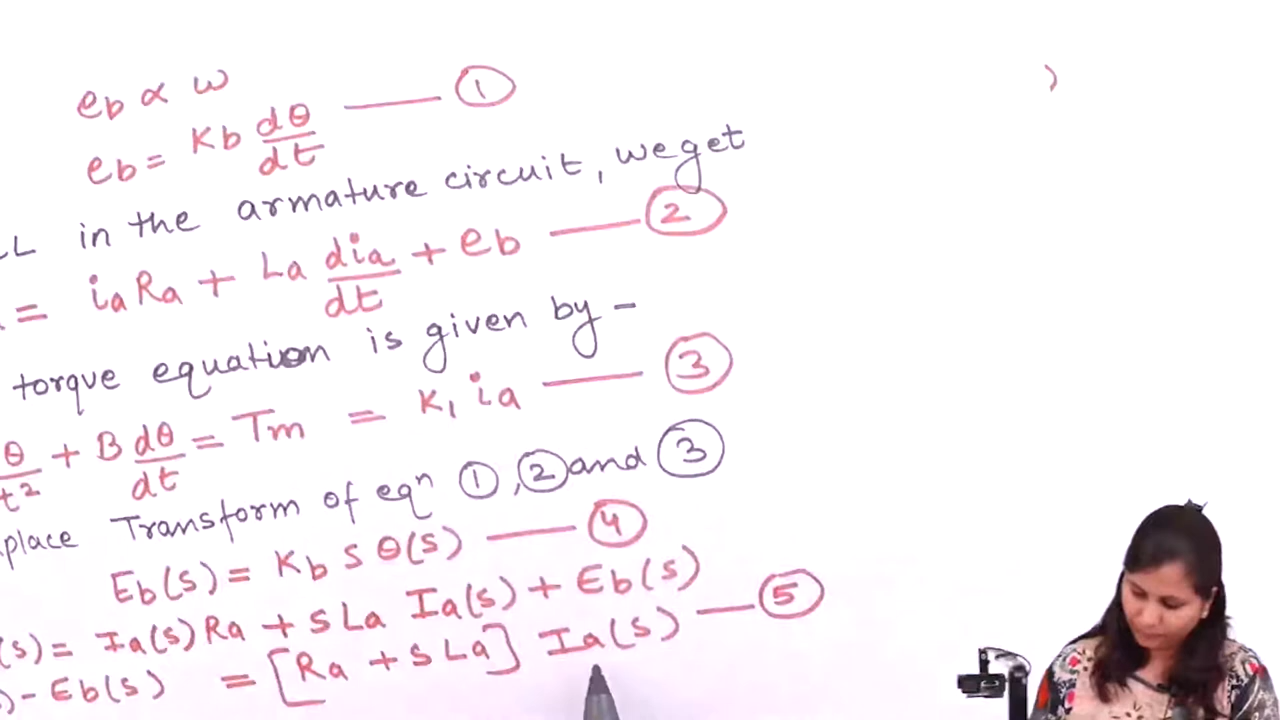 eb ∝ ω
eb = Kb dθ/dt —— ①
in the armature circuit, we get
= ia Ra + La dia/dt + eb —— ②
torque equation is given by -
+ B dθ/dt = Tm = K1 ia —— ③
place Transform of eqn ①, ② and ③
Eb(s) = Kb s θ(s) —— ④
(s) = Ia(s) Ra + s La Ia(s) + Eb(s)
) - Eb(s) = [Ra + s La] Ia(s) —— ⑤